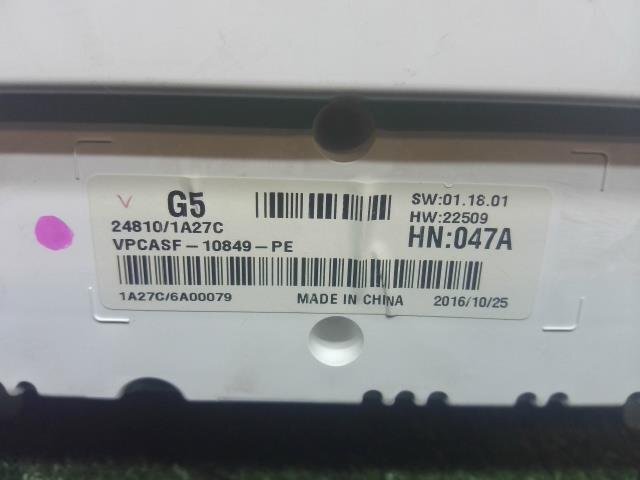 V G5
24810/1A27C
VPCASF-10849-PE
1A27C/6A00079
MADE IN CHINA
SW:01.18.01
HW:22509
HN:047A
2016/10/25